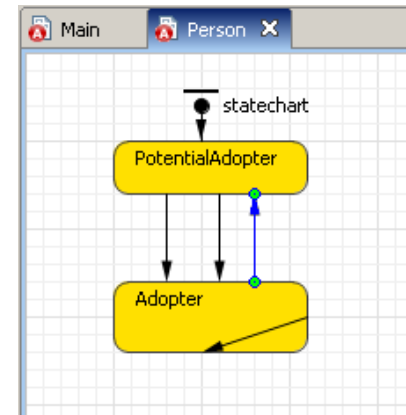 Main
Person
statechart
PotentialAdopter
Adopter